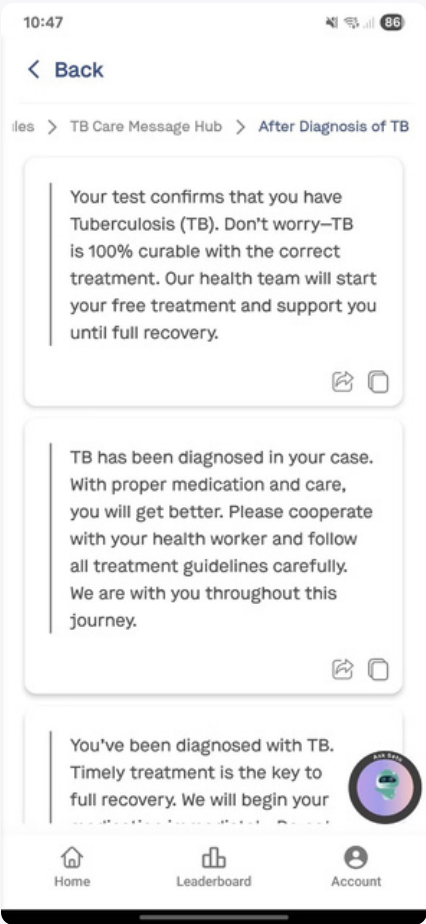 10:47
86
Back
les > TB Care Message Hub > After Diagnosis of TB
Your test confirms that you have
Tuberculosis (TB). Don't worry—TB
is 100% curable with the correct
treatment. Our health team will start
your free treatment and support you
until full recovery.
TB has been diagnosed in your case.
With proper medication and care,
you will get better. Please cooperate
with your health worker and follow
all treatment guidelines carefully.
We are with you throughout this
journey.
You've been diagnosed with TB.
Timely treatment is the key to
full recovery. We will begin your
Ask
Home
Leaderboard
Account